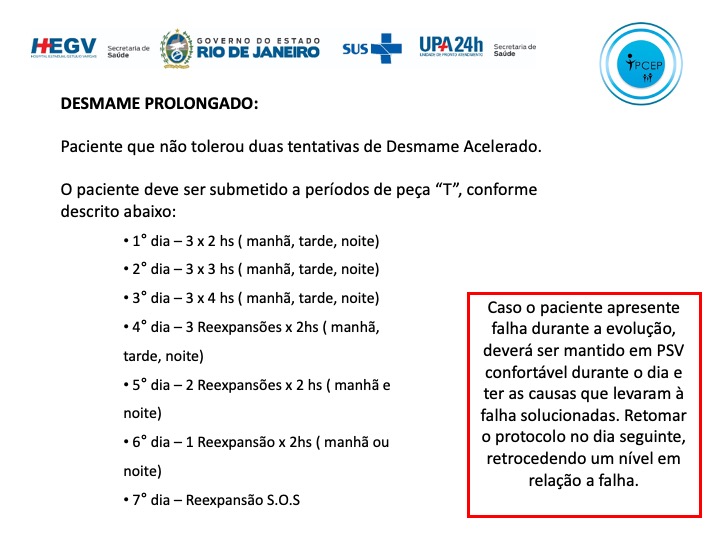 HEGV
HOSPITAL ESTADUAL GETULIO VARGAS
Secretaria de
Saúde
GOVERNO DO ESTADO
RIO DE JANEIRO
SUS
UPA24h
UNIDADE DE PRONTO ATENDIMENTO
Secretaria de
Saúde
PCEP
DESMAME PROLONGADO:
Paciente que não tolerou duas tentativas de Desmame Acelerado.
O paciente deve ser submetido a períodos de peça “T”, conforme
descrito abaixo:
• 1° dia – 3 x 2 hs ( manhã, tarde, noite)
• 2° dia – 3 x 3 hs ( manhã, tarde, noite)
• 3° dia – 3 x 4 hs ( manhã, tarde, noite)
• 4° dia – 3 Reexpansões x 2hs ( manhã,
tarde, noite)
• 5° dia – 2 Reexpansões x 2 hs ( manhã e
noite)
• 6° dia – 1 Reexpansão x 2hs ( manhã ou
noite)
• 7° dia – Reexpansão S.O.S
Caso o paciente apresente
falha durante a evolução,
deverá ser mantido em PSV
confortável durante o dia e
ter as causas que levaram à
falha solucionadas. Retomar
o protocolo no dia seguinte,
retrocedendo um nível em
relação a falha.